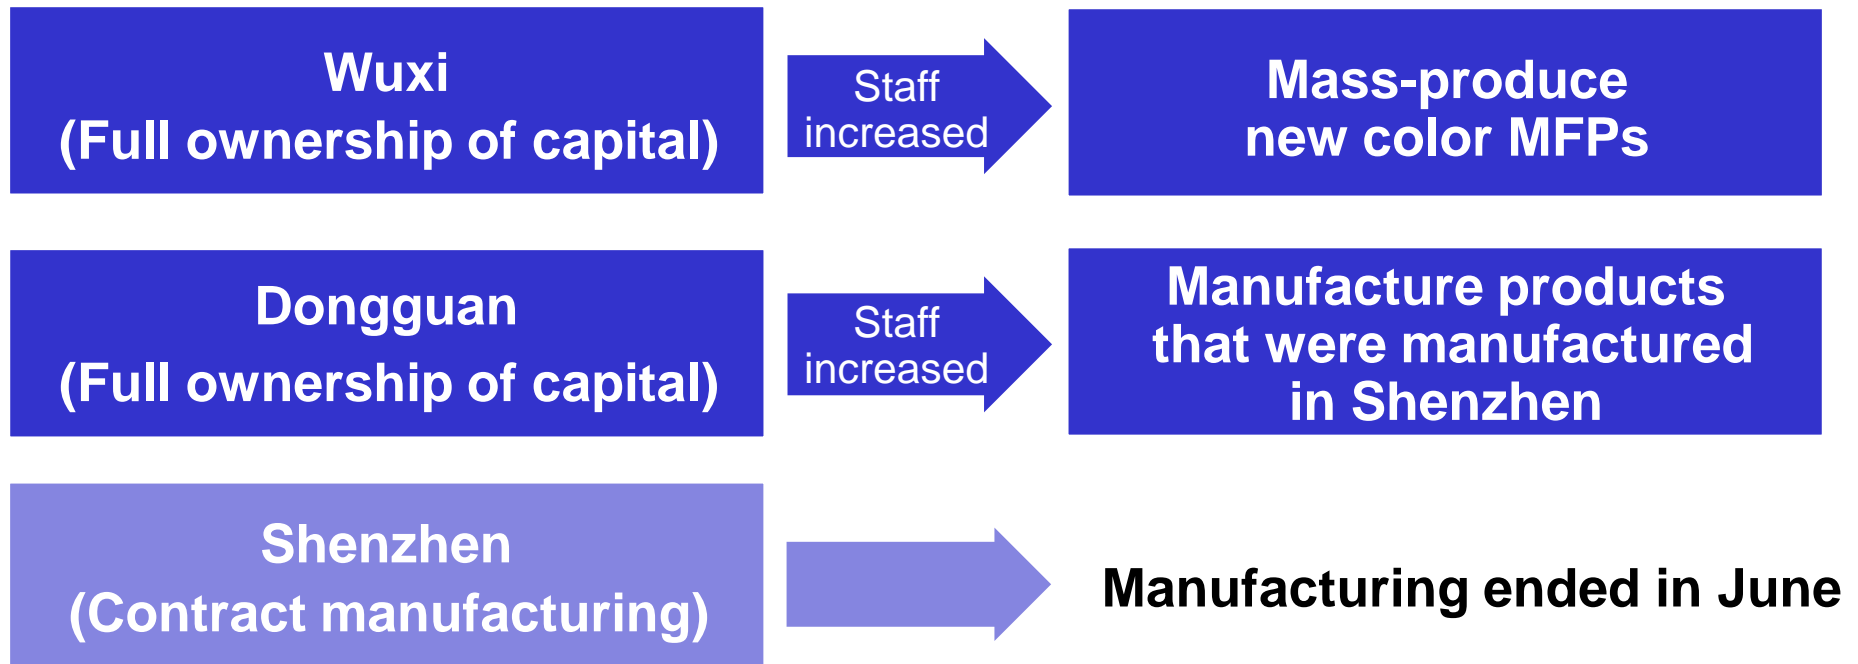 Wuxi
(Full ownership of capital)
Staff
increased
Mass-produce
new color MFPs
Dongguan
(Full ownership of capital)
Staff
increased
Manufacture products
that were manufactured
in Shenzhen
Shenzhen
(Contract manufacturing)
Manufacturing ended in June